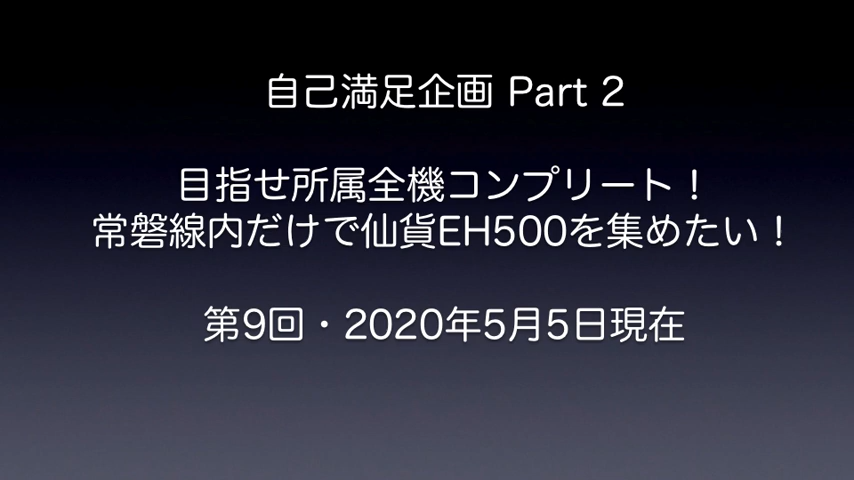 自己満足企画 Part 2
目指せ所属全機コンプリート！
常磐線内だけで仙貨EH500を集めたい！
第9回・2020年5月5日現在